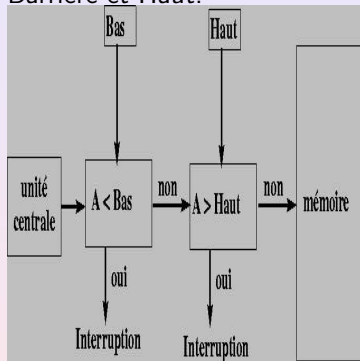 Barrière et Haut.
Bas
Haut
unité
centrale
A < Bas
non
A > Haut
non
mémoire
oui
oui
Interruption
Interruption